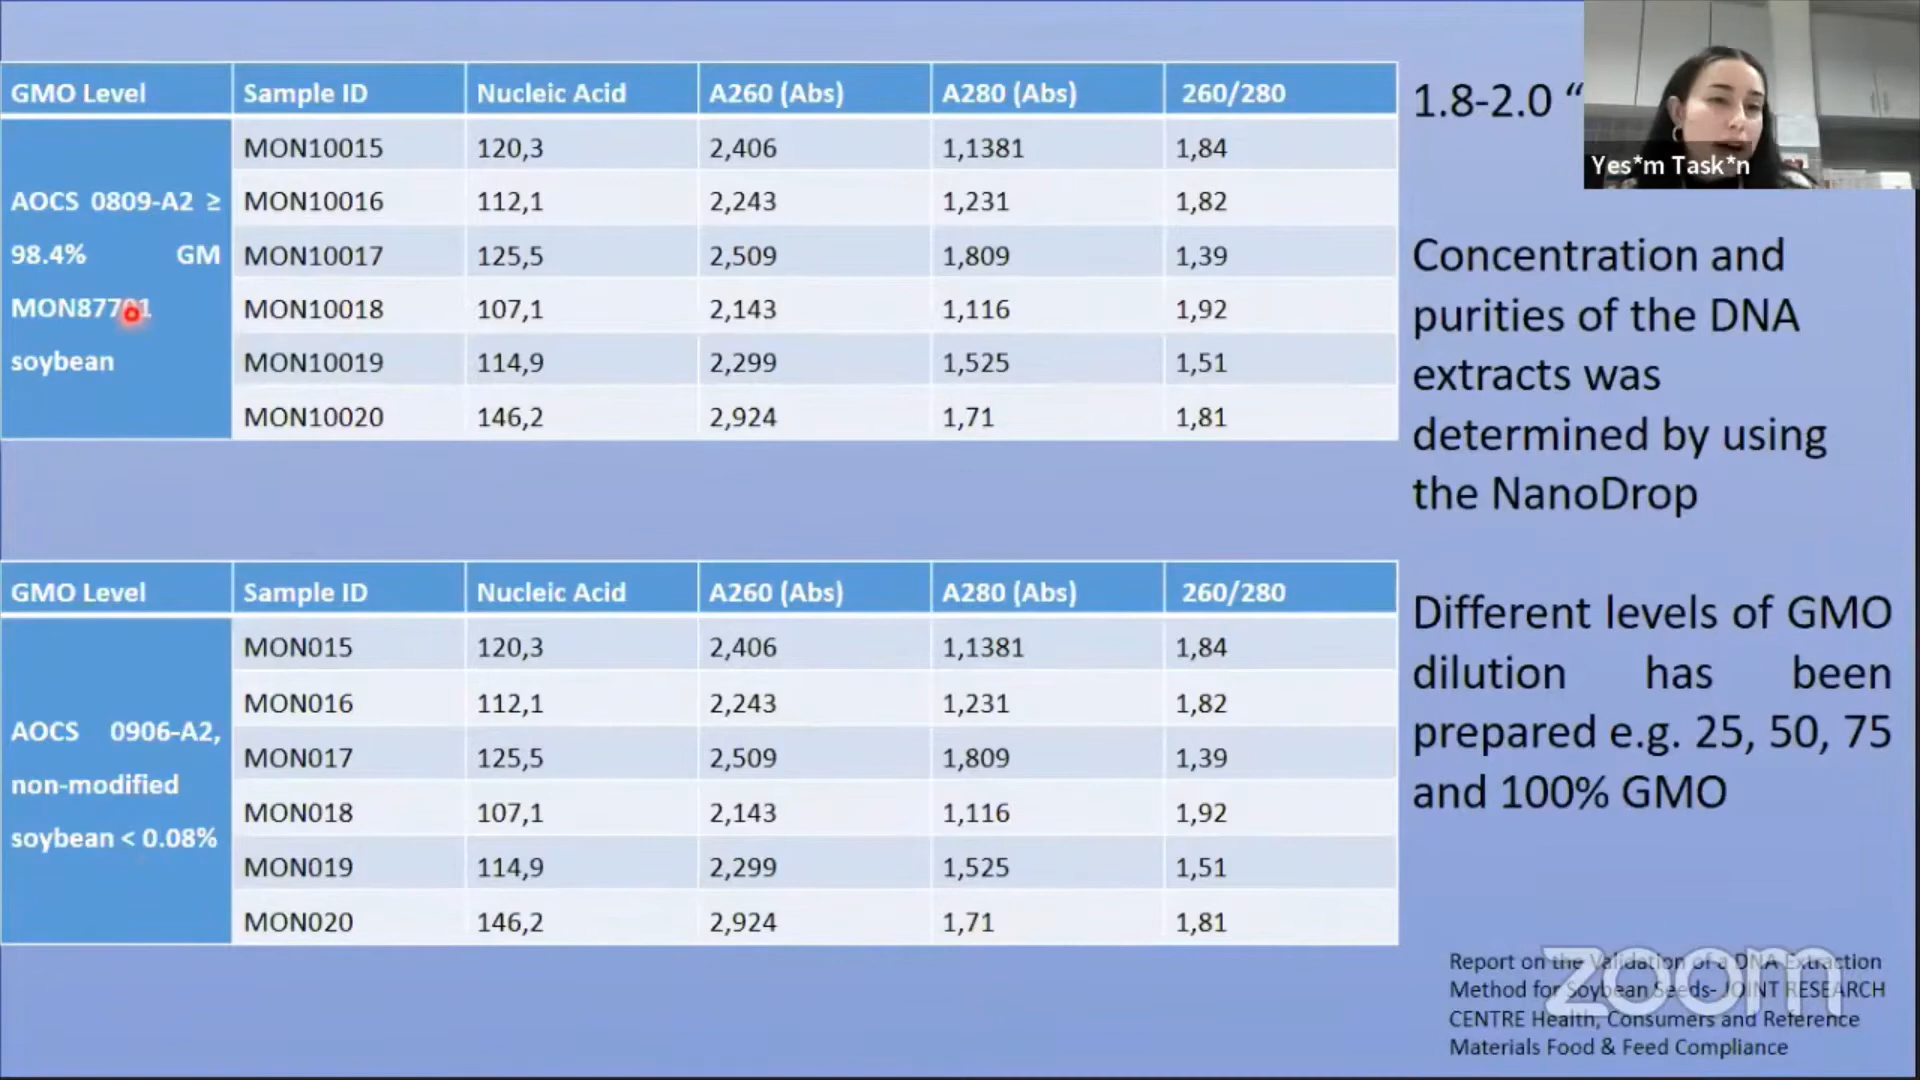 GMO Level Sample ID Nucleic Acid A260 (Abs) A280 (Abs) 260/280
AOCS 0809-A2 ≥
98.4% GM
MON87701
soybean
MON10015 120,3 2,406 1,1381 1,84
MON10016 112,1 2,243 1,231 1,82
MON10017 125,5 2,509 1,809 1,39
MON10018 107,1 2,143 1,116 1,92
MON10019 114,9 2,299 1,525 1,51
MON10020 146,2 2,924 1,71 1,81
GMO Level Sample ID Nucleic Acid A260 (Abs) A280 (Abs) 260/280
AOCS 0906-A2,
non-modified
soybean < 0.08%
MON015 120,3 2,406 1,1381 1,84
MON016 112,1 2,243 1,231 1,82
MON017 125,5 2,509 1,809 1,39
MON018 107,1 2,143 1,116 1,92
MON019 114,9 2,299 1,525 1,51
MON020 146,2 2,924 1,71 1,81
1.8-2.0 “
Yes*m Task*n
Concentration and
purities of the DNA
extracts was
determined by using
the NanoDrop
Different levels of GMO
dilution has been
prepared e.g. 25, 50, 75
and 100% GMO
Report on the Validation of a DNA Extraction
Method for Soybean Seeds- JOINT RESEARCH
CENTRE Health, Consumers and Reference
Materials Food & Feed Compliance
zoom